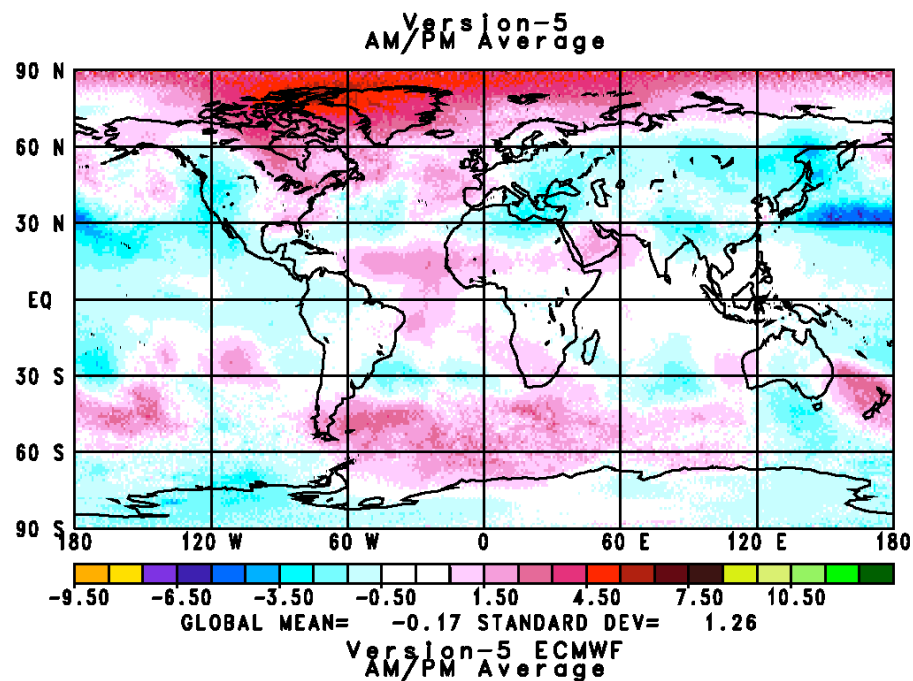 Version-5
AM/PM Average
90 N
60 N
30 N
EQ
30 S
60 S
90 S
180 120 W 60 W 0 60 E 120 E 180
-9.50 -6.50 -3.50 -0.50 1.50 4.50 7.50 10.50
GLOBAL MEAN= -0.17 STANDARD DEV= 1.26
Version-5 ECMWF
AM/PM Average